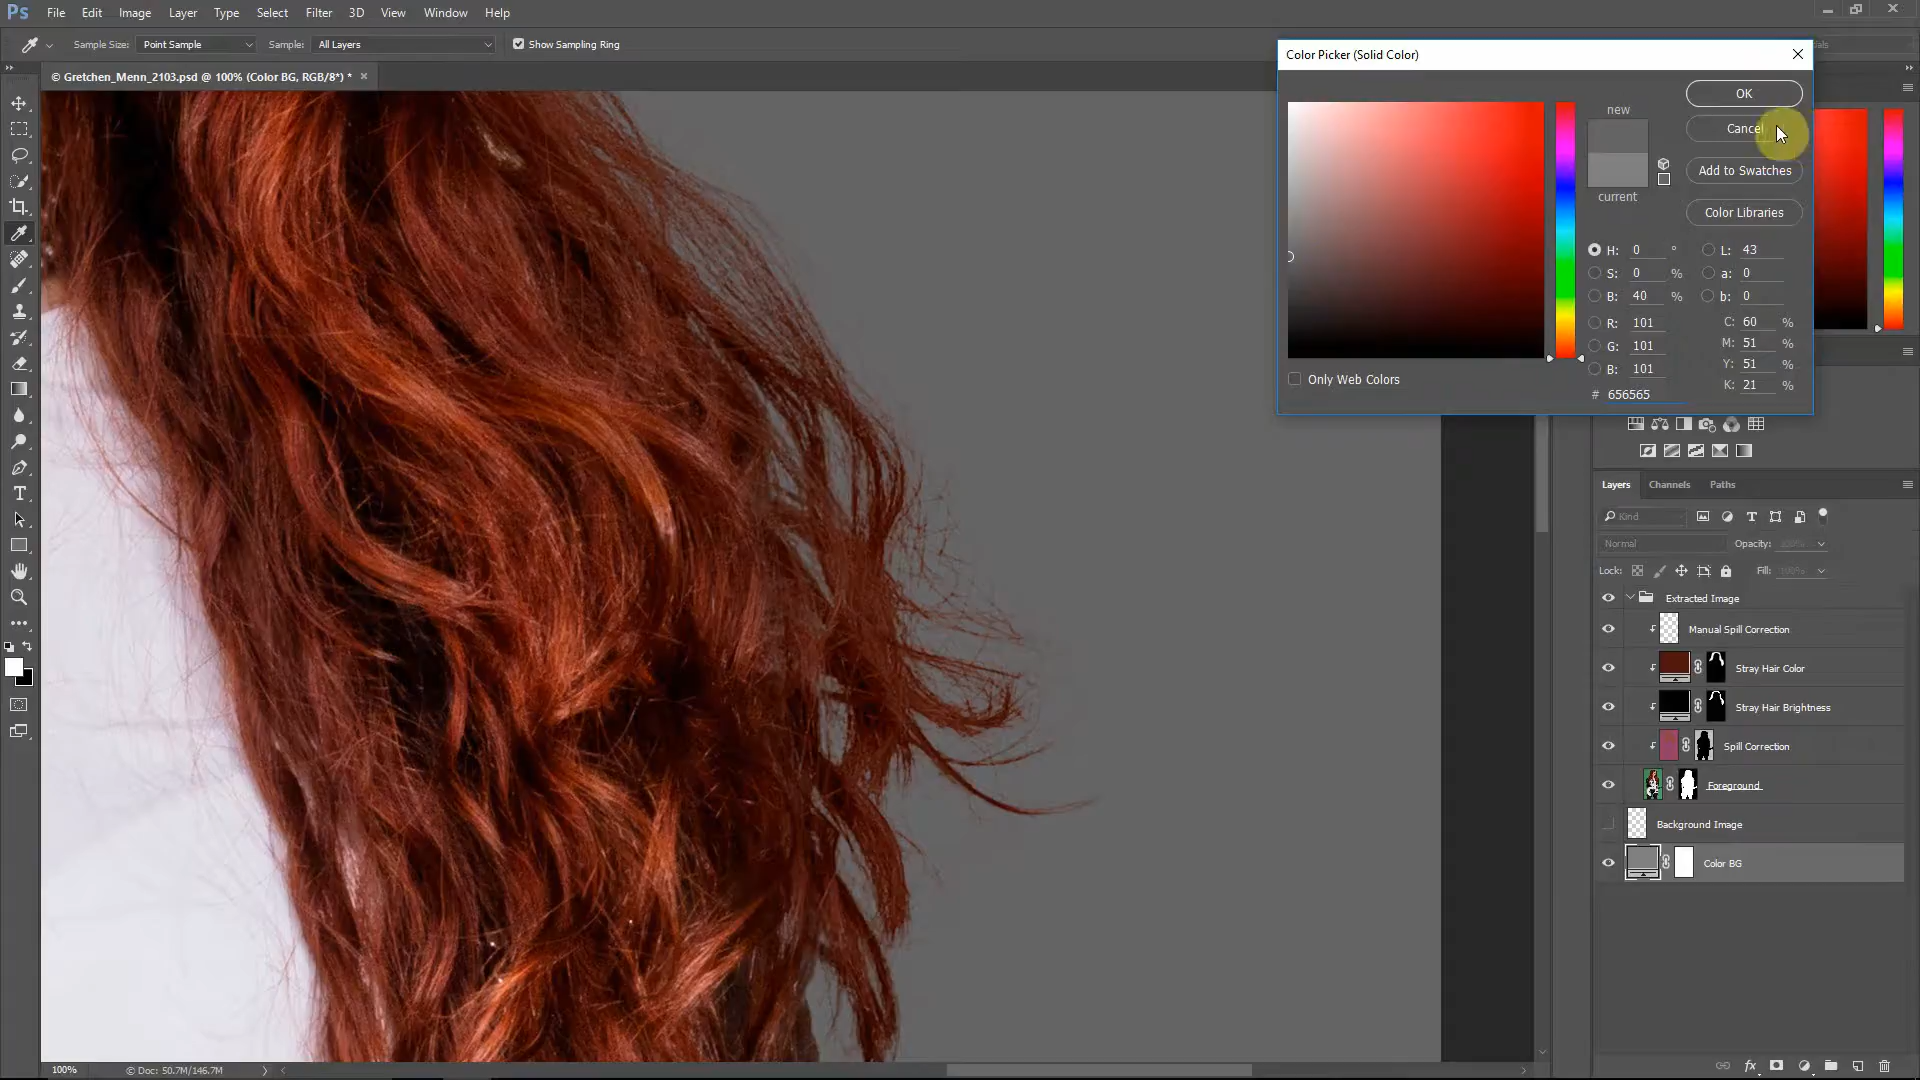 Ps File Edit Image Layer Type Select Filter 3D View Window Help
Sample Size: Point Sample Sample: All Layers Show Sampling Ring
© Gretchen_Menn_2103.psd @ 100% (Color BG, RGB/8*) * ×
Color Picker (Solid Color)
new
current
OK
Cancel
Add to Swatches
Color Libraries
H: 0 ° L: 43
S: 0 % a: 0
B: 40 % b: 0
R: 101 C: 60 %
G: 101 M: 51 %
B: 101 Y: 51 %
K: 21 %
# 656565
Only Web Colors
Layers Channels Paths
Kind
Normal Opacity: 100%
Lock: Fill: 100%
Extracted Image
Manual Spill Correction
Stray Hair Color
Stray Hair Brightness
Spill Correction
Foreground
Background Image
Color BG
fx
100% © Doc: 50.7M/146.7M